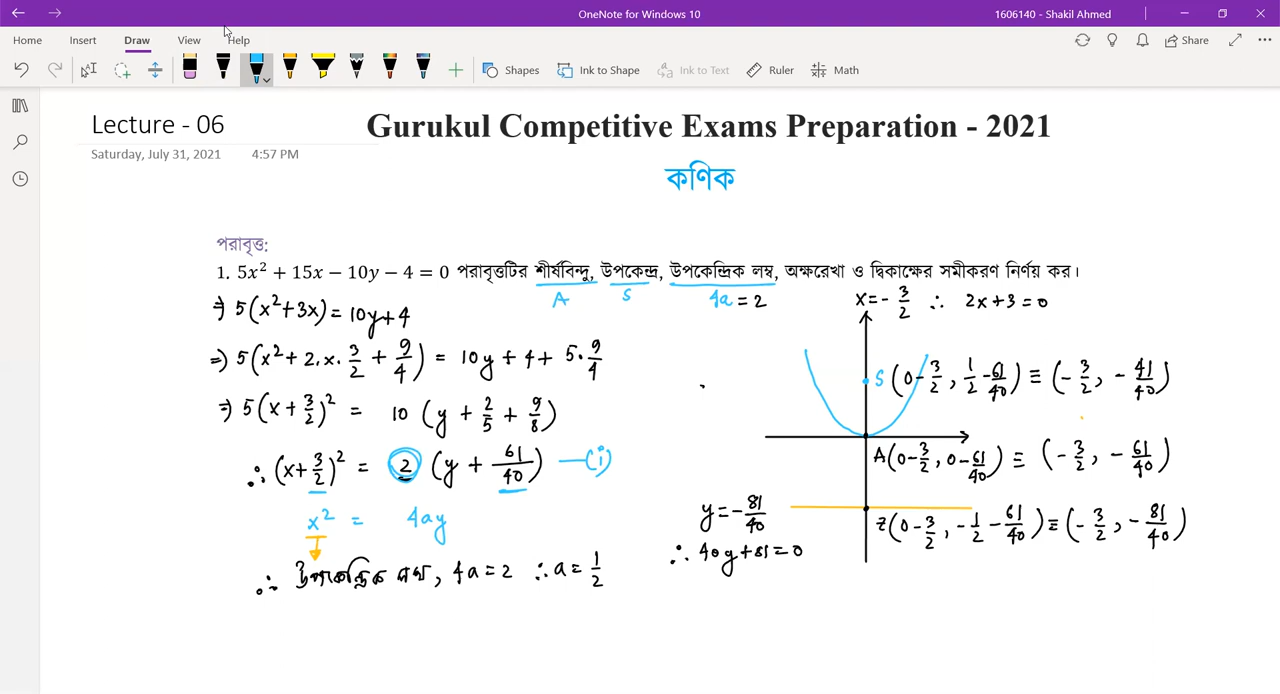 OneNote for Windows 10
1606140 - Shakil Ahmed
Home Insert Draw View Help
Share
Shapes Ink to Shape Ink to Text Ruler Math
Lecture - 06
Saturday, July 31, 2021 4:57 PM
Gurukul Competitive Exams Preparation - 2021
কণিক
পরাবৃত্ত:
1. 5x² + 15x − 10y − 4 = 0 পরাবৃত্তটির শীর্ষবিন্দু, উপকেন্দ্র, উপকেন্দ্রিক লম্ব, অক্ষরেখা ও দ্বিকাক্ষের সমীকরণ নির্ণয় কর।
A S 4a = 2
⇒ 5(x²+3x) = 10y+4
⇒ 5(x² + 2.x. 3/2 + 9/4) = 10y + 4 + 5. 9/4
⇒ 5(x + 3/2)² = 10 (y + 2/5 + 9/8)
∴ (x + 3/2)² = 2 (y + 61/40) —(i)
x² = 4ay
∴ উপকেন্দ্রিক লম্ব, 4a = 2 ∴ a = 1/2
x = - 3/2 ∴ 2x + 3 = 0
S (0 - 3/2, 1/2 - 61/40) ≡ (- 3/2, - 41/40)
A (0 - 3/2, 0 - 61/40) ≡ (- 3/2, - 61/40)
Z (0 - 3/2, - 1/2 - 61/40) ≡ (- 3/2, - 81/40)
y = - 81/40
∴ 40y + 81 = 0